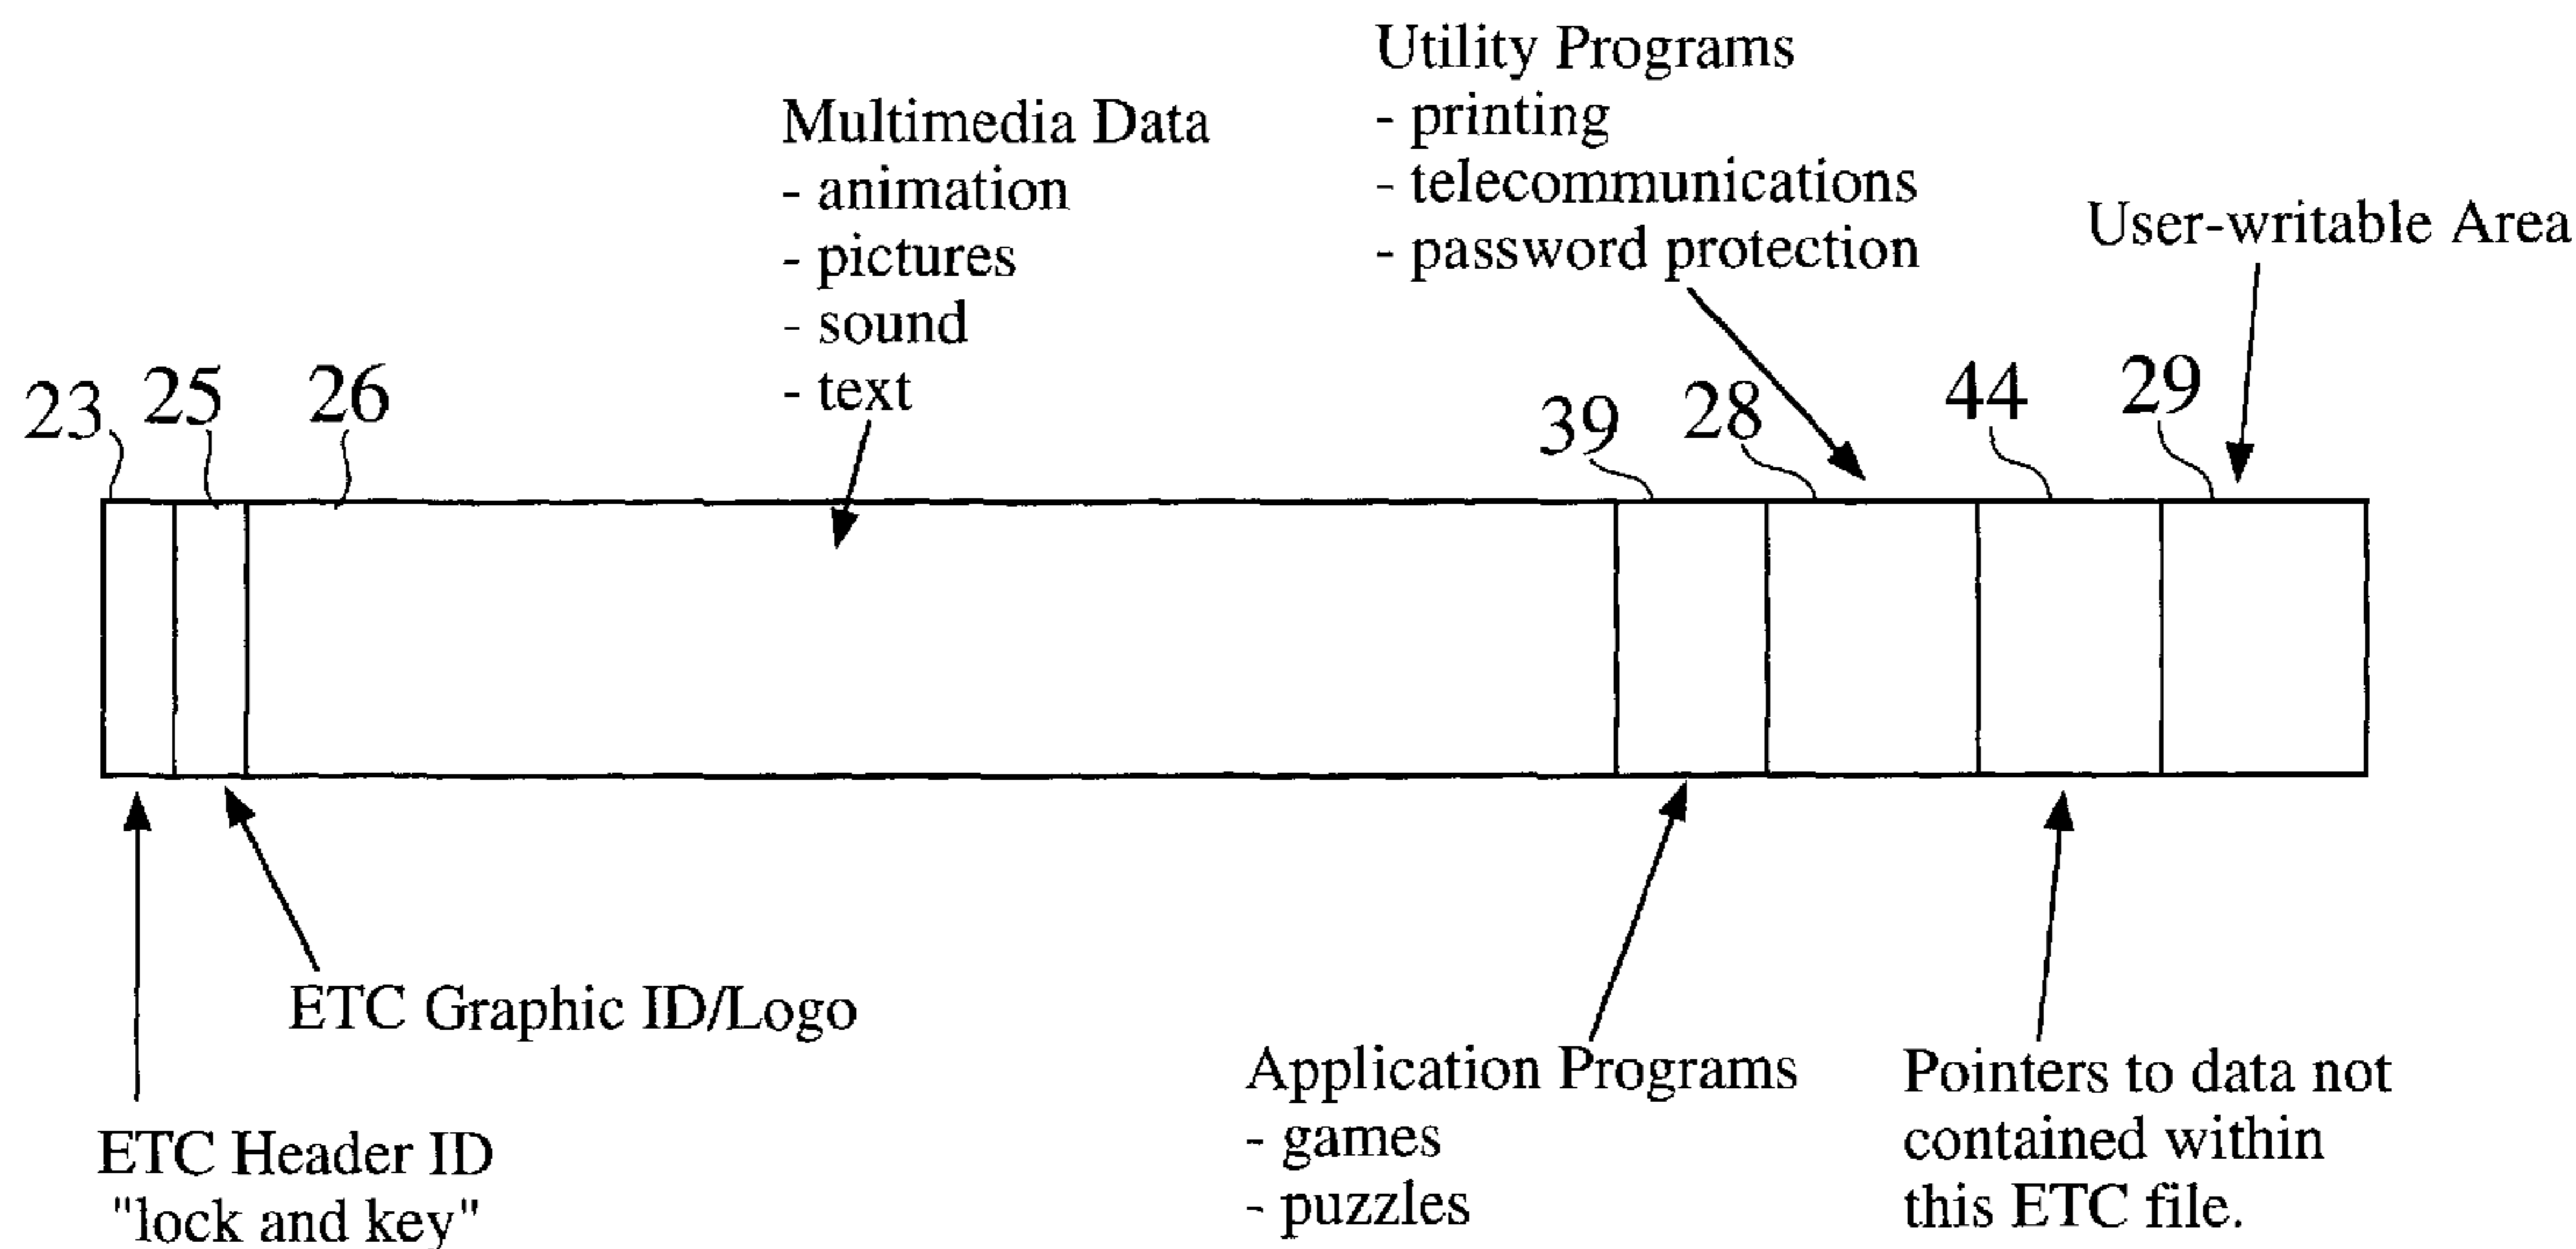 Utility Programs
- printing
- telecommunications
- password protection
Multimedia Data
- animation
- pictures
- sound
- text
User-writable Area
23
25
26
39
28
44
29
ETC Graphic ID/Logo
ETC Header ID
"lock and key"
Application Programs
- games
- puzzles
Pointers to data not
contained within
this ETC file.